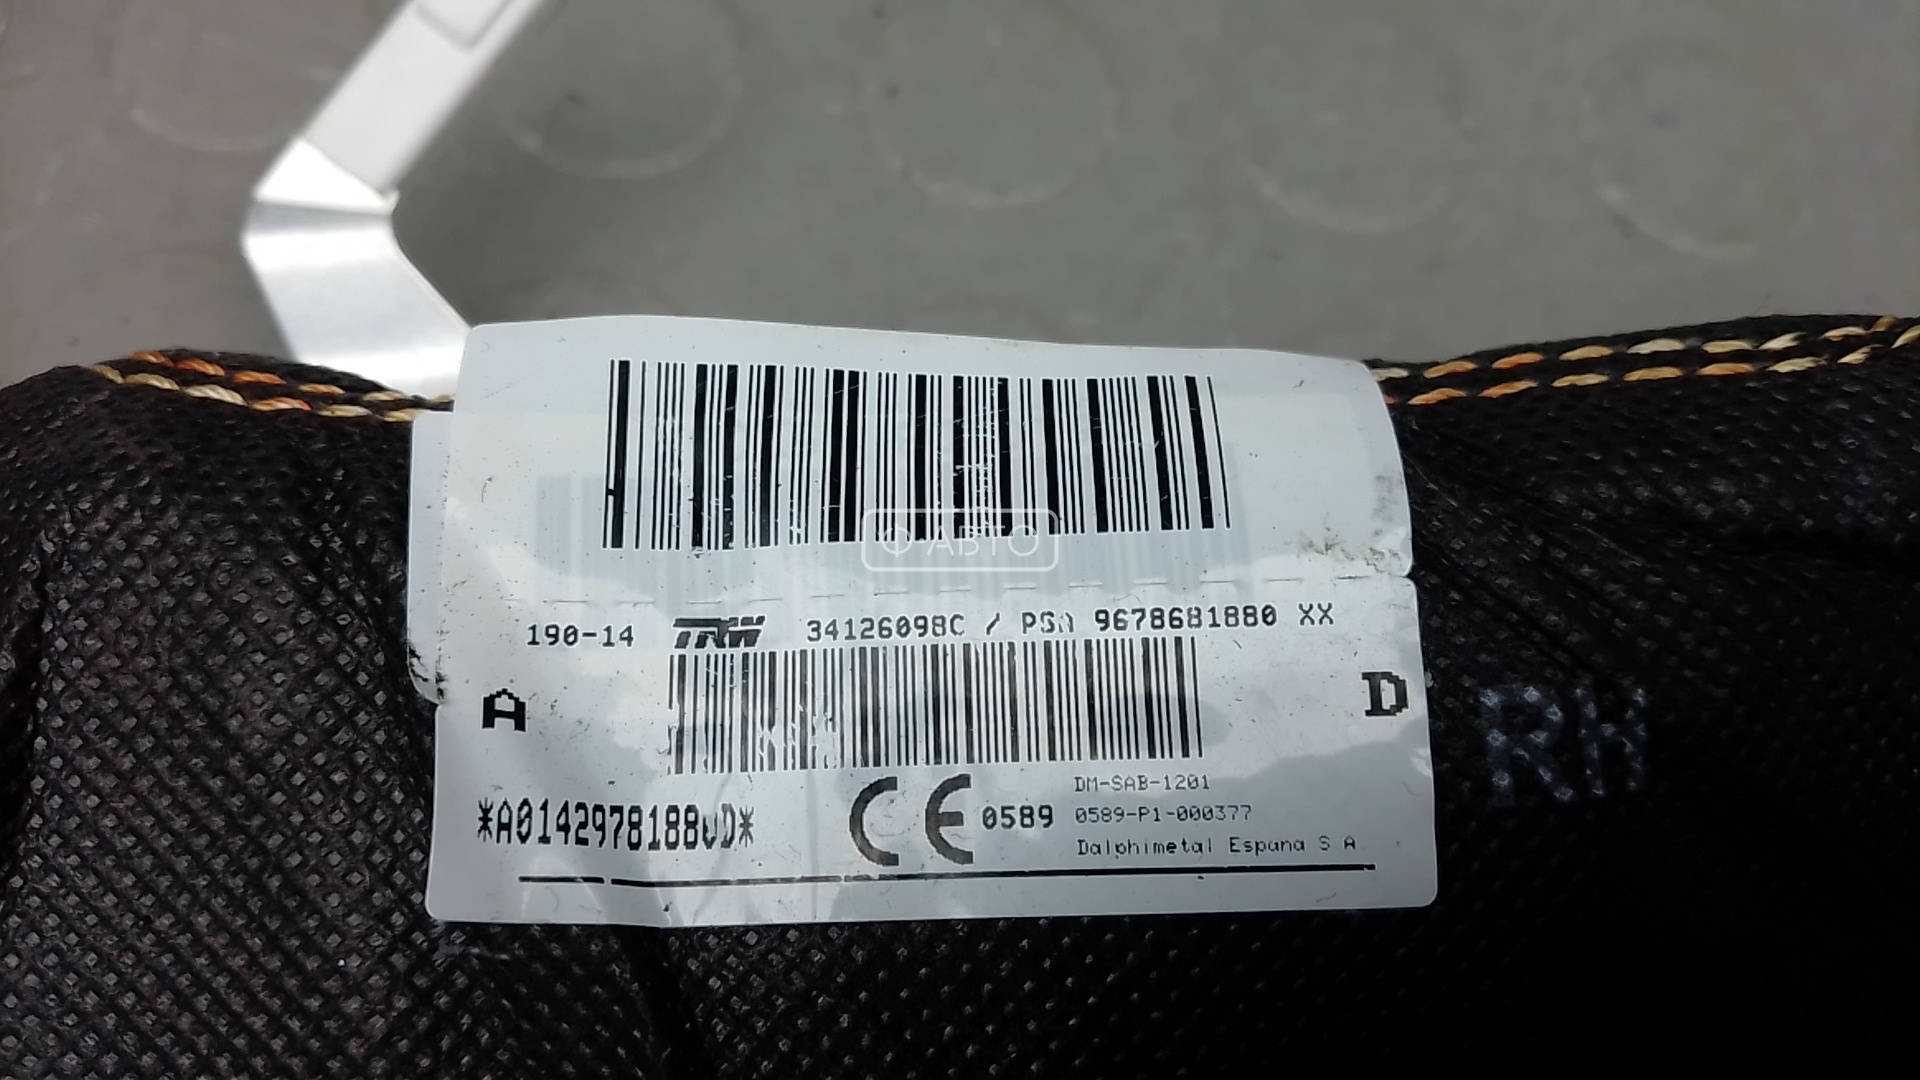 Ф-АВТО
190-14 TRW 34126098C / PSA 9678681880 XX
A D
RH
DM-SAB-1201
CE 0589 0589-P1-000377
Dalphimetal Espana S A